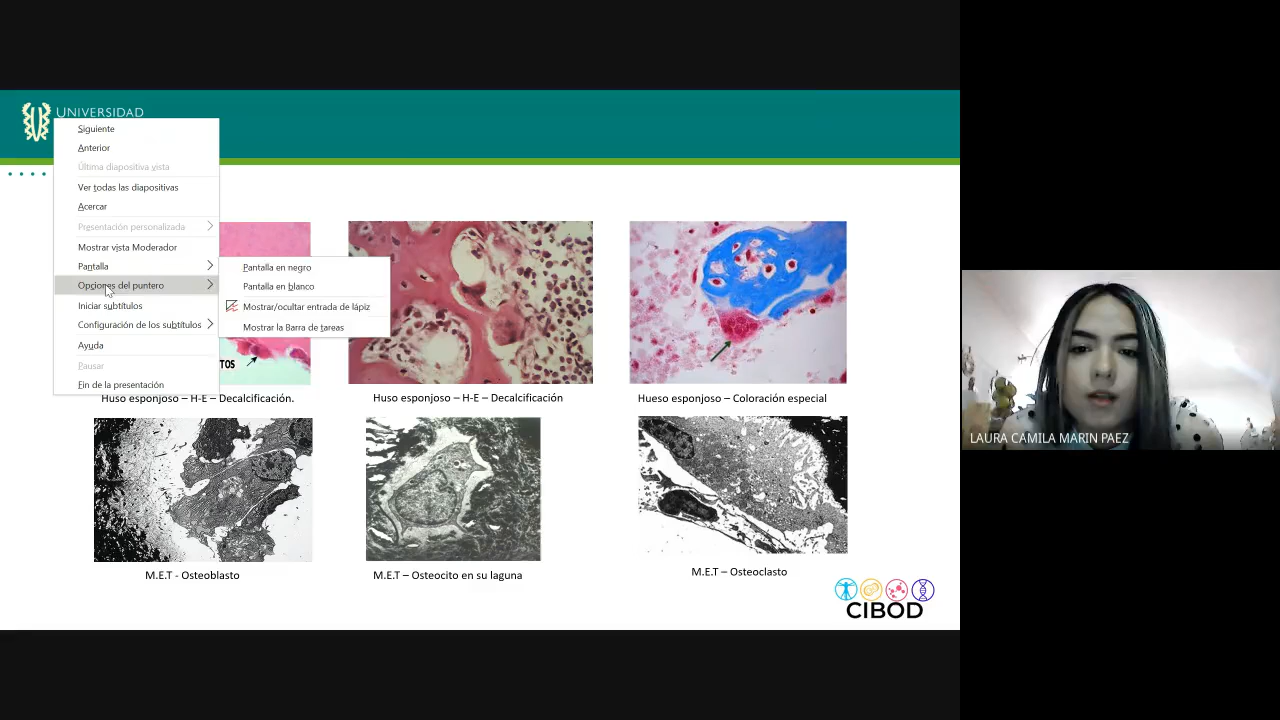 UNIVERSIDAD
Siguiente
Anterior
Última diapositiva vista
Ver todas las diapositivas
Acercar
Presentación personalizada
Mostrar vista Moderador
Pantalla
Opciones del puntero
Iniciar subtítulos
Configuración de los subtítulos
Ayuda
Pausar
Fin de la presentación
Pantalla en negro
Pantalla en blanco
Mostrar/ocultar entrada de lápiz
Mostrar la Barra de tareas
TOS
Huso esponjoso – H-E – Decalcificación.
Huso esponjoso – H-E – Decalcificación
Hueso esponjoso – Coloración especial
M.E.T - Osteoblasto
M.E.T – Osteocito en su laguna
M.E.T – Osteoclasto
CIBOD
LAURA CAMILA MARIN PAEZ